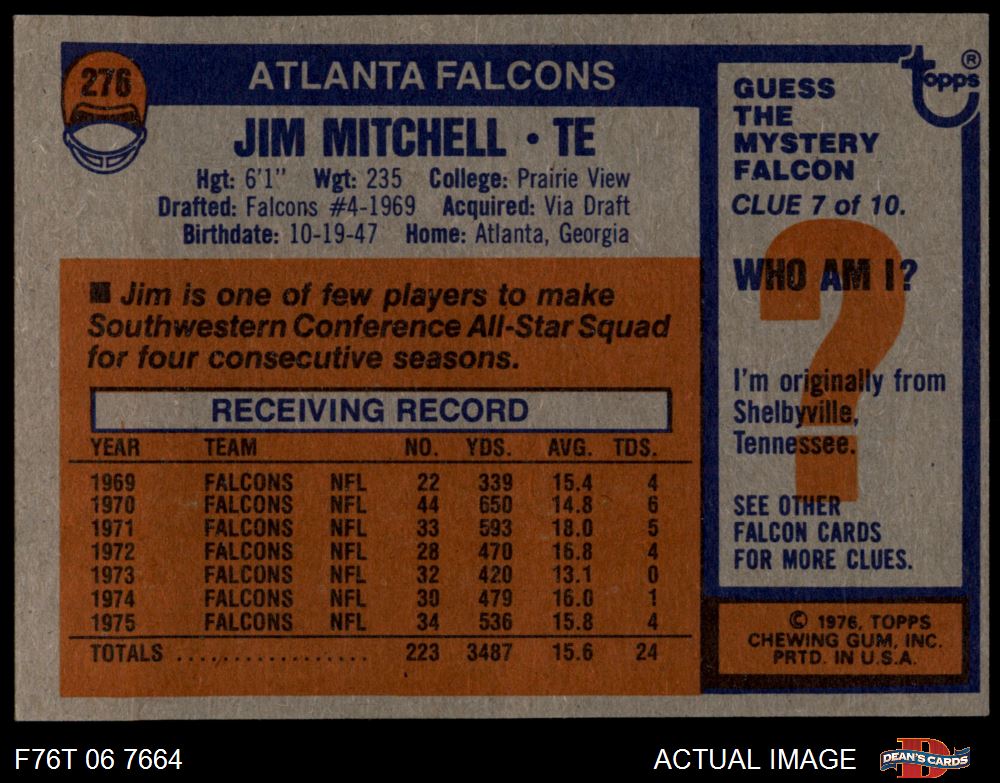 276
ATLANTA FALCONS
JIM MITCHELL • TE
Hgt: 6'1" Wgt: 235 College: Prairie View
Drafted: Falcons #4-1969 Acquired: Via Draft
Birthdate: 10-19-47 Home: Atlanta, Georgia
■ Jim is one of few players to make
Southwestern Conference All-Star Squad
for four consecutive seasons.
RECEIVING RECORD
YEAR TEAM NO. YDS. AVG. TDS.
1969 FALCONS NFL 22 339 15.4 4
1970 FALCONS NFL 44 650 14.8 6
1971 FALCONS NFL 33 593 18.0 5
1972 FALCONS NFL 28 470 16.8 4
1973 FALCONS NFL 32 420 13.1 0
1974 FALCONS NFL 30 479 16.0 1
1975 FALCONS NFL 34 536 15.8 4
TOTALS .................. 223 3487 15.6 24
topps®
GUESS
THE
MYSTERY
FALCON
CLUE 7 of 10.
?
WHO AM I?
I'm originally from
Shelbyville,
Tennessee.
SEE OTHER
FALCON CARDS
FOR MORE CLUES.
© 1976, TOPPS
CHEWING GUM, INC.
PRTD. IN U.S.A.
F76T 06 7664
ACTUAL IMAGE
D
DEAN'S CARDS